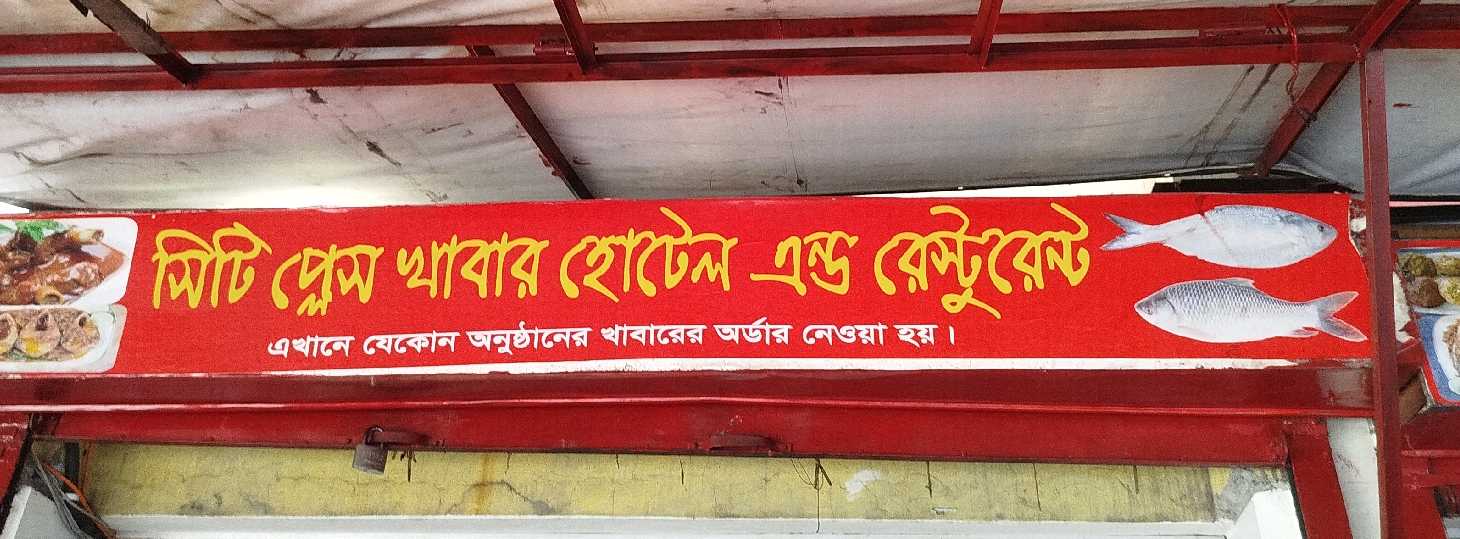 সিটি প্লেস খাবার হোটেল এন্ড রেস্টুরেন্ট
এখানে যেকোন অনুষ্ঠানের খাবারের অর্ডার নেওয়া হয়।